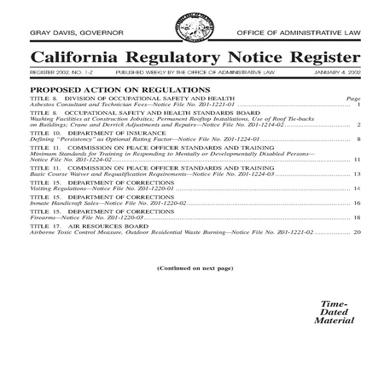 GRAY DAVIS, GOVERNOR OFFICE OF ADMINISTRATIVE LAW
California Regulatory Notice Register
REGISTER 2002, NO. 1-Z PUBLISHED WEEKLY BY THE OFFICE OF ADMINISTRATIVE LAW JANUARY 4, 2002
PROPOSED ACTION ON REGULATIONS
TITLE 8. DIVISION OF OCCUPATIONAL SAFETY AND HEALTH Page
Asbestos Consultant and Technician Fees—Notice File No. Z01-1221-01 1
TITLE 8. OCCUPATIONAL SAFETY AND HEALTH STANDARDS BOARD
Washing Facilities at Construction Jobsites; Permanent Rooftop Installations, Use of Roof Tie-backs
on Buildings; Crane and Derrick Adjustments and Repairs—Notice File No. Z01-1214-02 2
TITLE 10. DEPARTMENT OF INSURANCE
Defining "Persistency" as Optional Rating Factor—Notice File No. Z01-1224-01 8
TITLE 11. COMMISSION ON PEACE OFFICER STANDARDS AND TRAINING
Minimum Standards for Training in Responding to Mentally or Developmentally Disabled Persons—
Notice File No. Z01-1224-02 11
TITLE 11. COMMISSION ON PEACE OFFICER STANDARDS AND TRAINING
Basic Course Waiver and Requalification Requirements—Notice File No. Z01-1224-03 13
TITLE 15. DEPARTMENT OF CORRECTIONS
Visiting Regulations—Notice File No. Z01-1220-01 14
TITLE 15. DEPARTMENT OF CORRECTIONS
Inmate Handicraft Sales—Notice File No. Z01-1220-02 16
TITLE 15. DEPARTMENT OF CORRECTIONS
Firearms—Notice File No. Z01-1220-03 18
TITLE 17. AIR RESOURCES BOARD
Airborne Toxic Control Measure, Outdoor Residential Waste Burning—Notice File No. Z01-1221-02 20
(Continued on next page)
Time-
Dated
Material